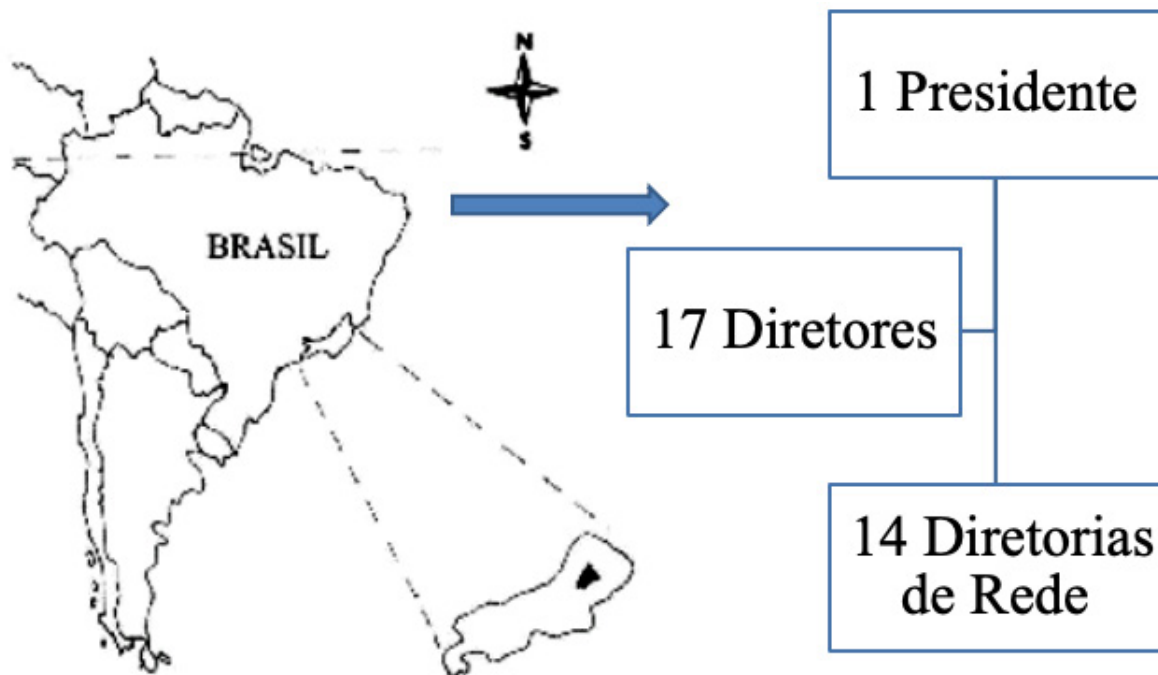 N
S
BRASIL
1 Presidente
17 Diretores
14 Diretorias
de Rede